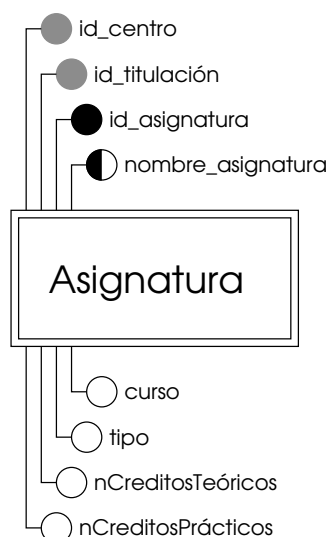 id_centro
id_titulación
id_asignatura
nombre_asignatura
Asignatura
curso
tipo
nCreditosTeóricos
nCreditosPrácticos